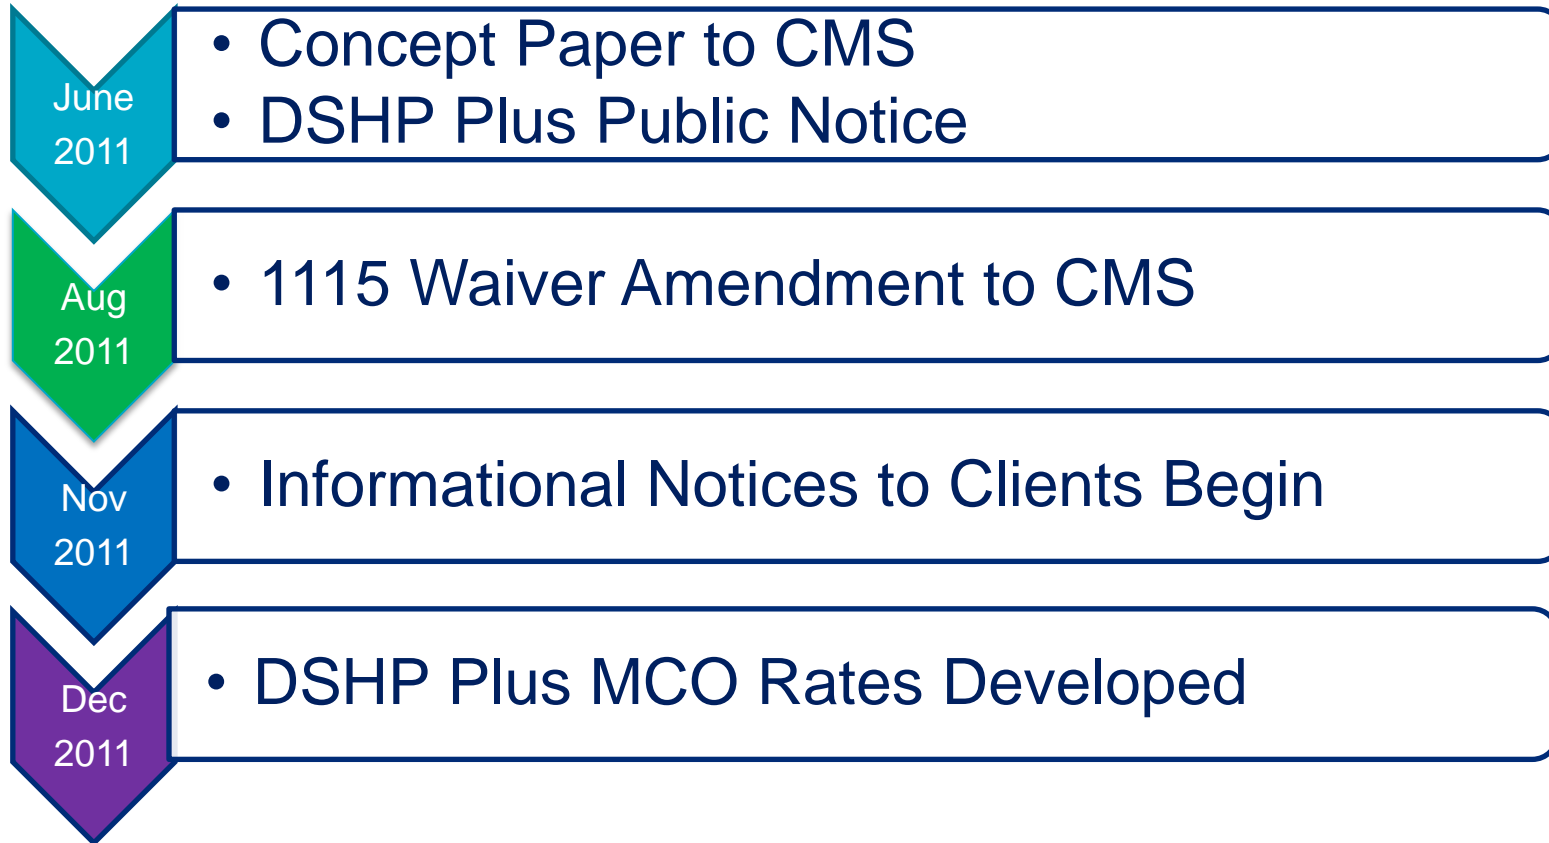 June
2011
• Concept Paper to CMS
• DSHP Plus Public Notice
Aug
2011
• 1115 Waiver Amendment to CMS
Nov
2011
• Informational Notices to Clients Begin
Dec
2011
• DSHP Plus MCO Rates Developed